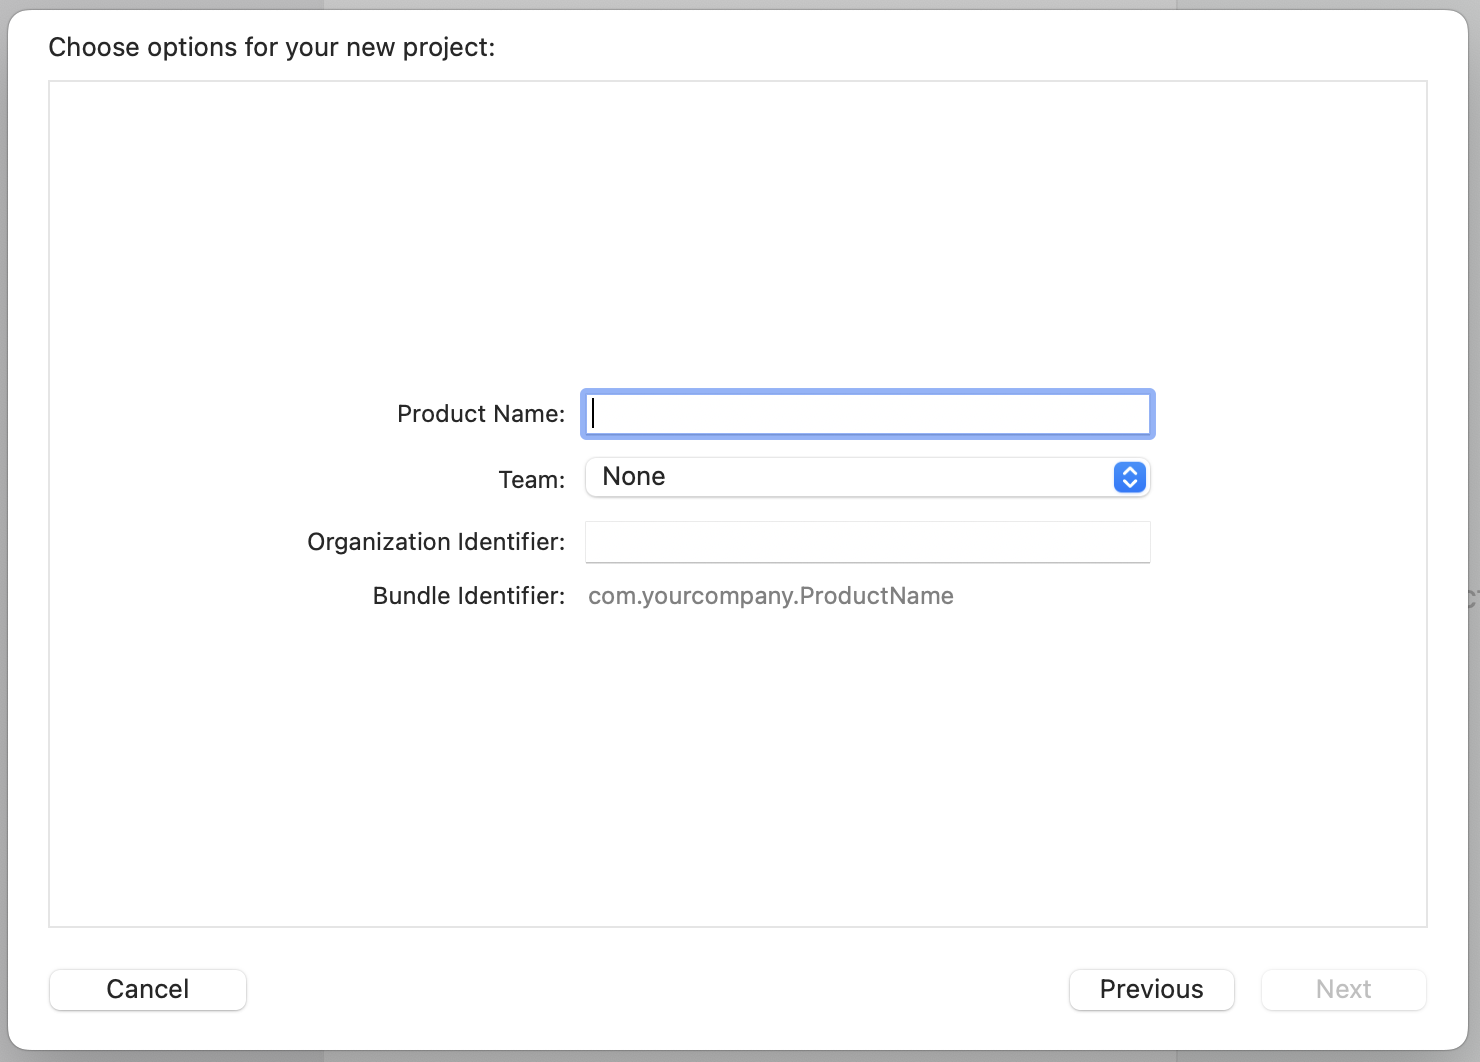 Choose options for your new project:
Product Name:
Team: None
Organization Identifier:
Bundle Identifier: com.yourcompany.ProductName
Cancel Previous Next